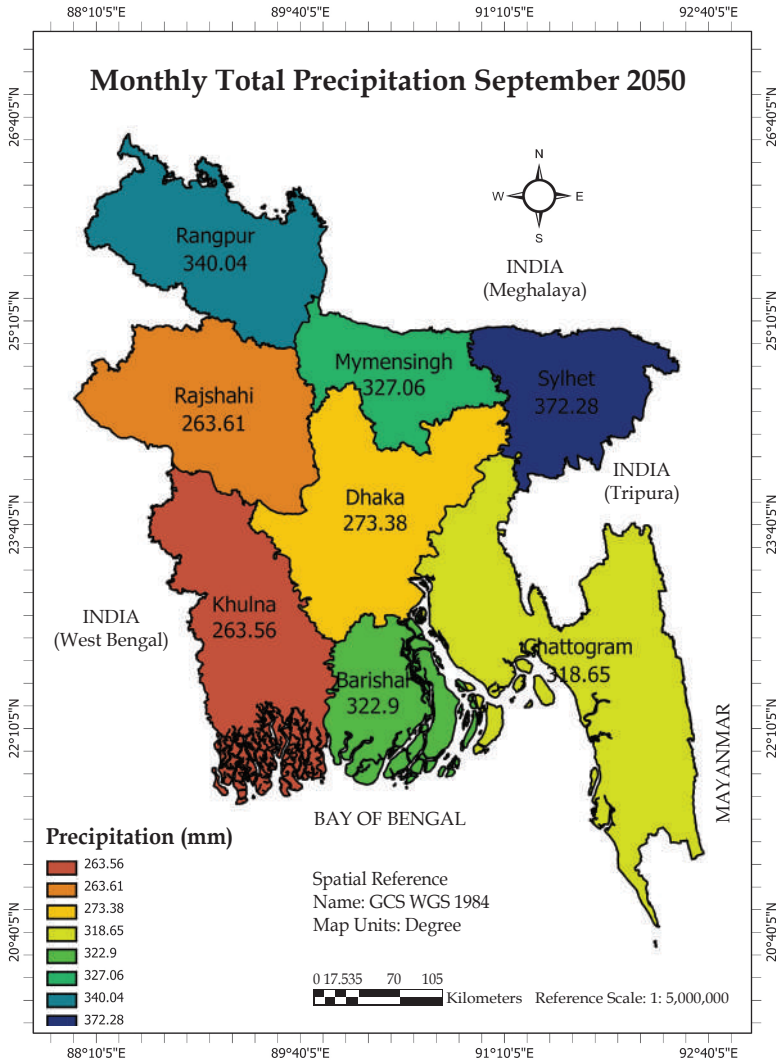 88°10'5"E 89°40'5"E 91°10'5"E 92°40'5"E
Monthly Total Precipitation September 2050
26°40'5"N 26°40'5"N
N
W E
S
Rangpur
340.04
INDIA
(Meghalaya)
25°10'5"N 25°10'5"N
Mymensingh
327.06
Sylhet
372.28
Rajshahi
263.61
INDIA
(Tripura)
Dhaka
273.38
23°40'5"N 23°40'5"N
Khulna
263.56
INDIA
(West Bengal)
Chattogram
318.65
Barishal
322.9
22°10'5"N 22°10'5"N
MAYANMAR
BAY OF BENGAL
Precipitation (mm)
263.56
263.61
273.38
318.65
322.9
327.06
340.04
372.28
Spatial Reference
Name: GCS WGS 1984
Map Units: Degree
20°40'5"N 20°40'5"N
0 17.535 70 105
Kilometers Reference Scale: 1: 5,000,000
88°10'5"E 89°40'5"E 91°10'5"E 92°40'5"E